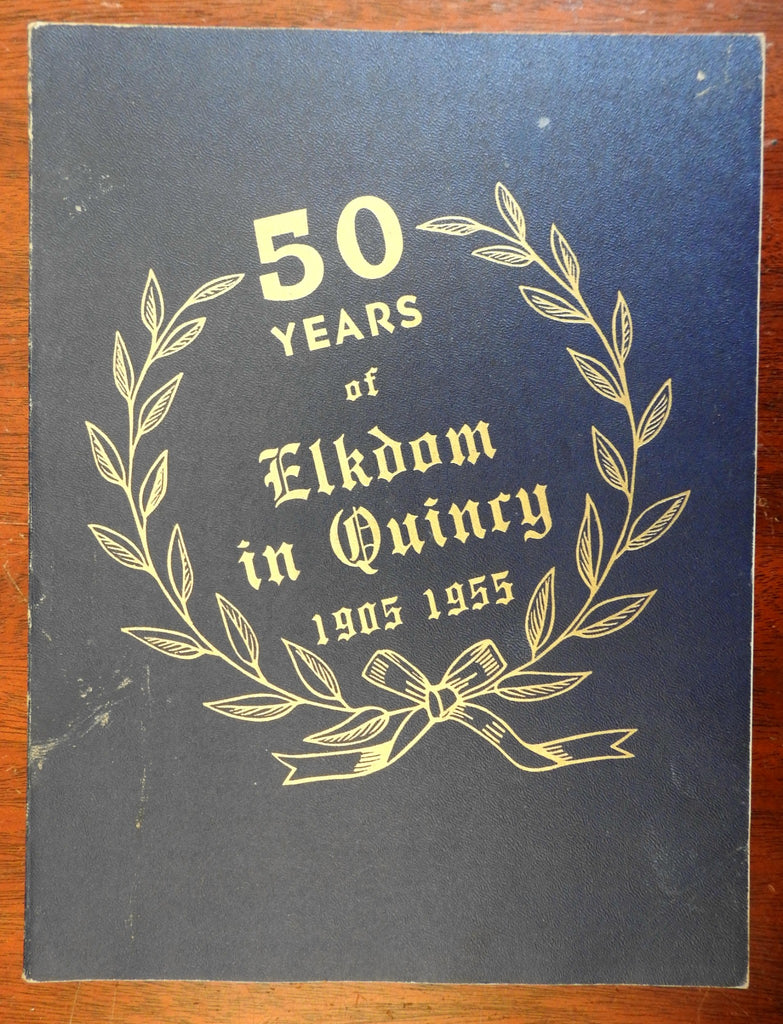 50
YEARS
of
Elkdom
in Quincy
1905 1955